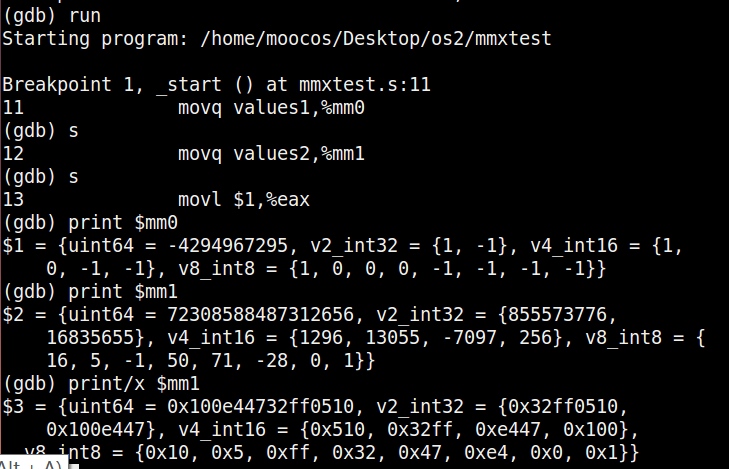 (gdb) run
Starting program: /home/moocos/Desktop/os2/mmxtest
Breakpoint 1, _start () at mmxtest.s:11
11 movq values1,%mm0
(gdb) s
12 movq values2,%mm1
(gdb) s
13 movl $1,%eax
(gdb) print $mm0
$1 = {uint64 = -4294967295, v2_int32 = {1, -1}, v4_int16 = {1,
0, -1, -1}, v8_int8 = {1, 0, 0, 0, -1, -1, -1, -1}}
(gdb) print $mm1
$2 = {uint64 = 72308588487312656, v2_int32 = {855573776,
16835655}, v4_int16 = {1296, 13055, -7097, 256}, v8_int8 = {
16, 5, -1, 50, 71, -28, 0, 1}}
(gdb) print/x $mm1
$3 = {uint64 = 0x100e44732ff0510, v2_int32 = {0x32ff0510,
0x100e447}, v4_int16 = {0x510, 0x32ff, 0xe447, 0x100},
v8_int8 = {0x10, 0x5, 0xff, 0x32, 0x47, 0xe4, 0x0, 0x1}}
Alt + A)